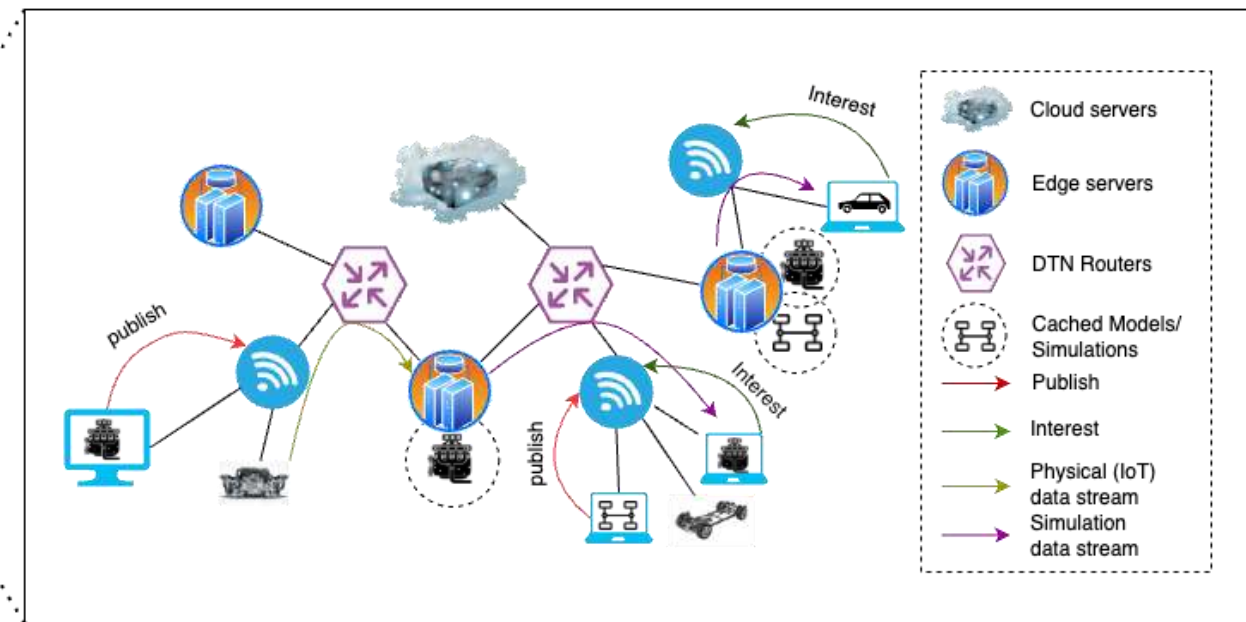 Interest
Cloud servers
Edge servers
DTN Routers
publish
Cached Models/
Simulations
Interest
Publish
publish
Interest
Physical (IoT)
data stream
Simulation
data stream